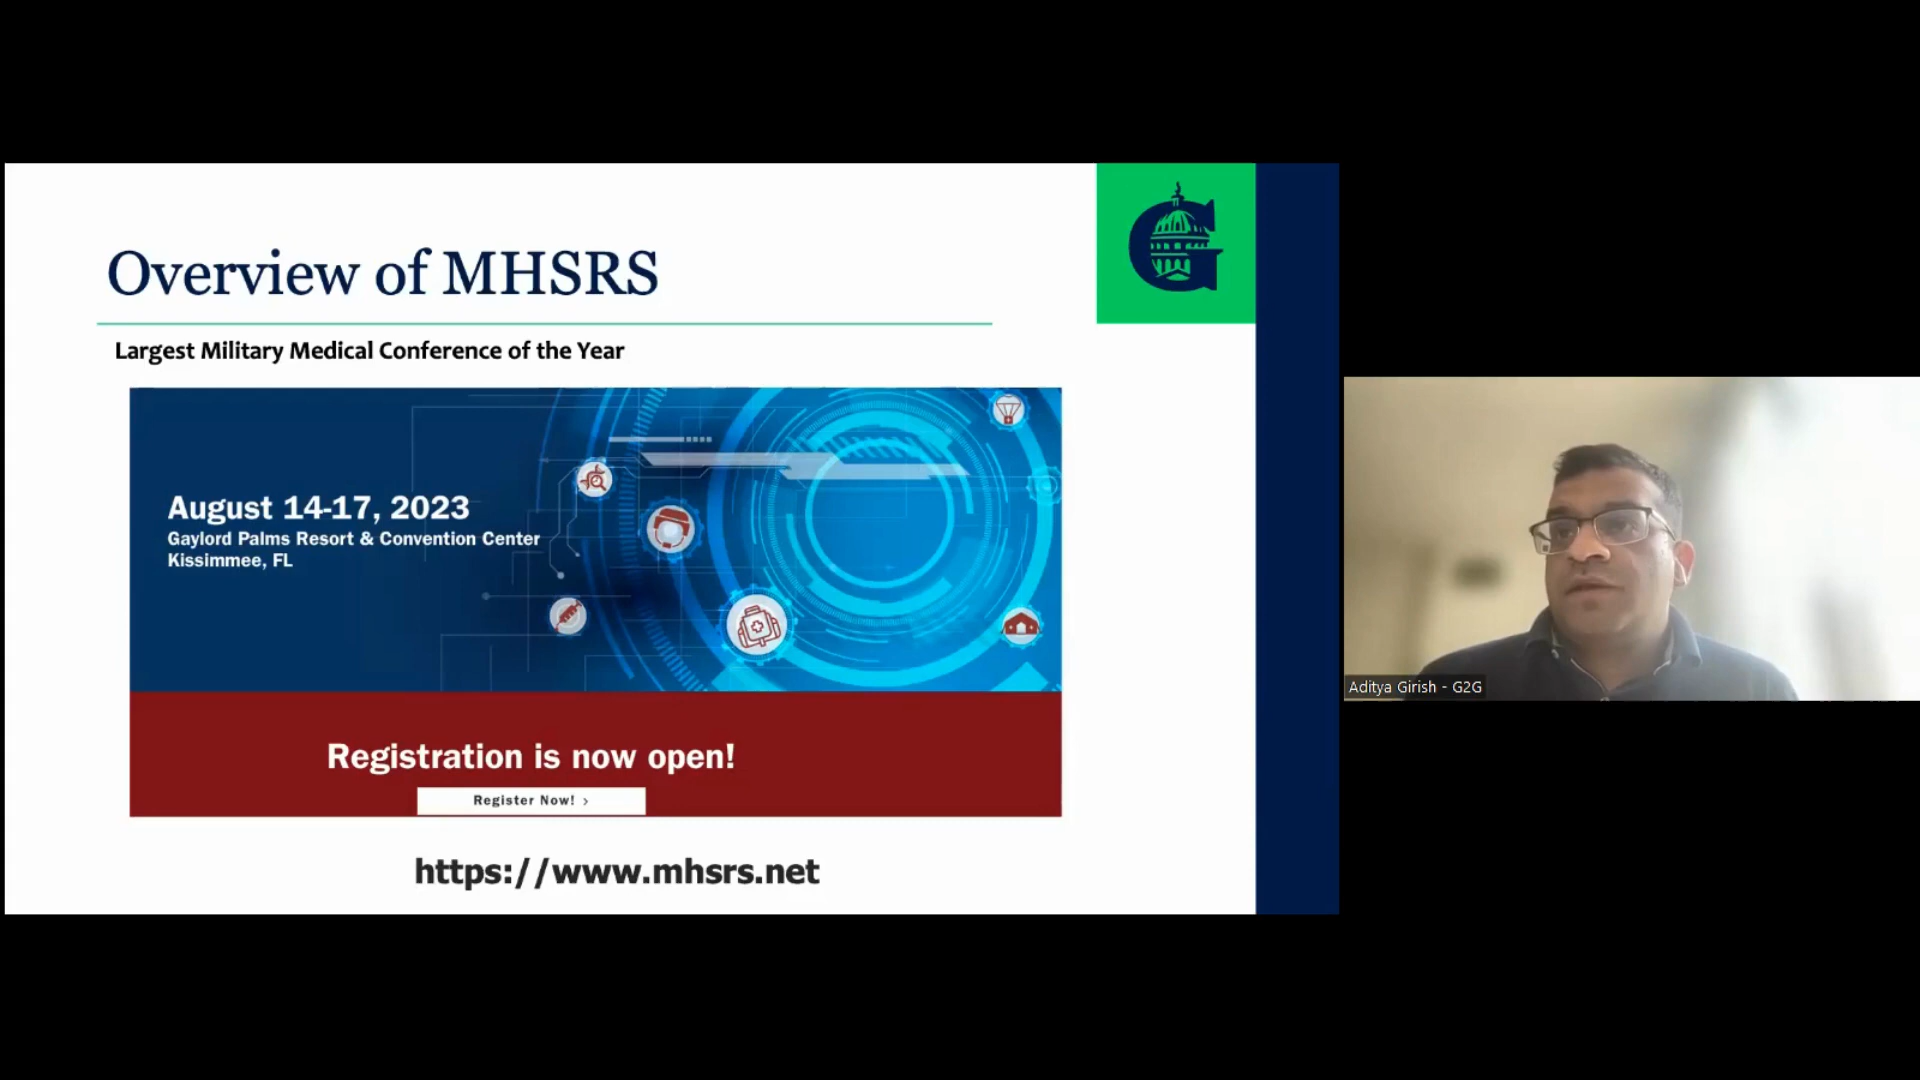 Overview of MHSRS
Largest Military Medical Conference of the Year
August 14-17, 2023
Gaylord Palms Resort & Convention Center
Kissimmee, FL
Registration is now open!
Register Now! ›
https://www.mhsrs.net
G
Aditya Girish - G2G